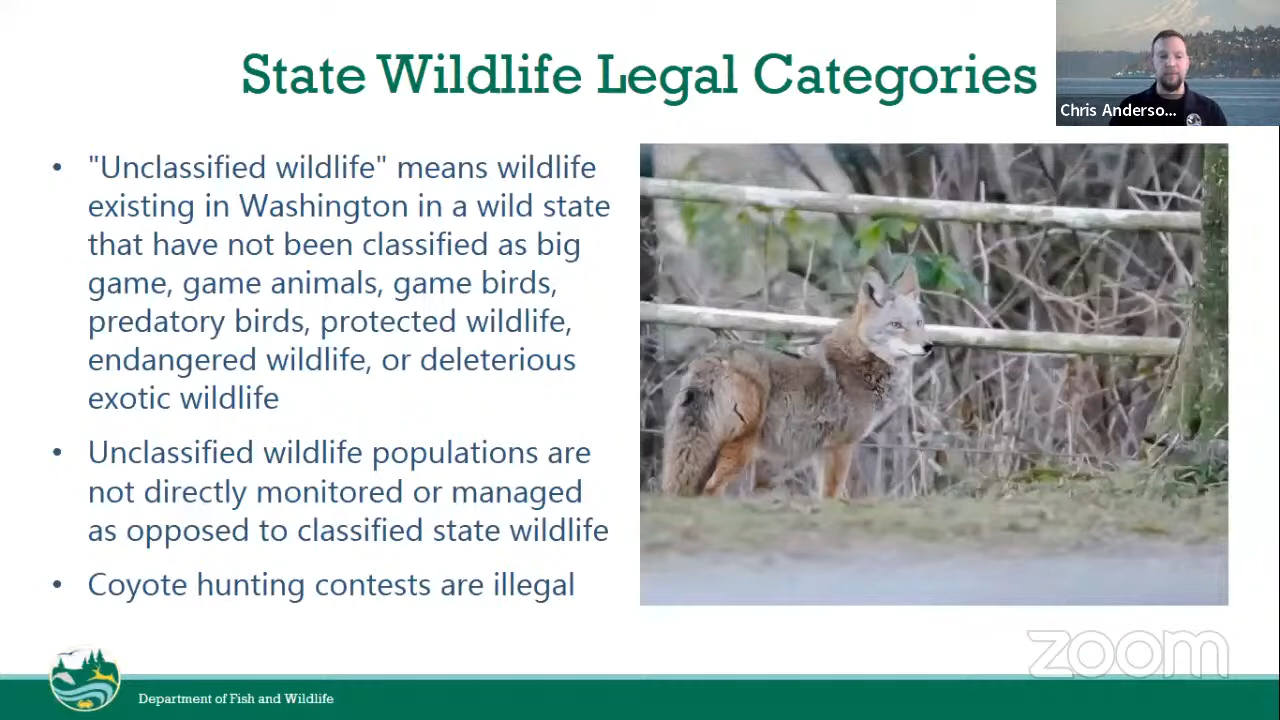 State Wildlife Legal Categories
Chris Anderso...
• "Unclassified wildlife" means wildlife
existing in Washington in a wild state
that have not been classified as big
game, game animals, game birds,
predatory birds, protected wildlife,
endangered wildlife, or deleterious
exotic wildlife
• Unclassified wildlife populations are
not directly monitored or managed
as opposed to classified state wildlife
• Coyote hunting contests are illegal
zoom
Department of Fish and Wildlife